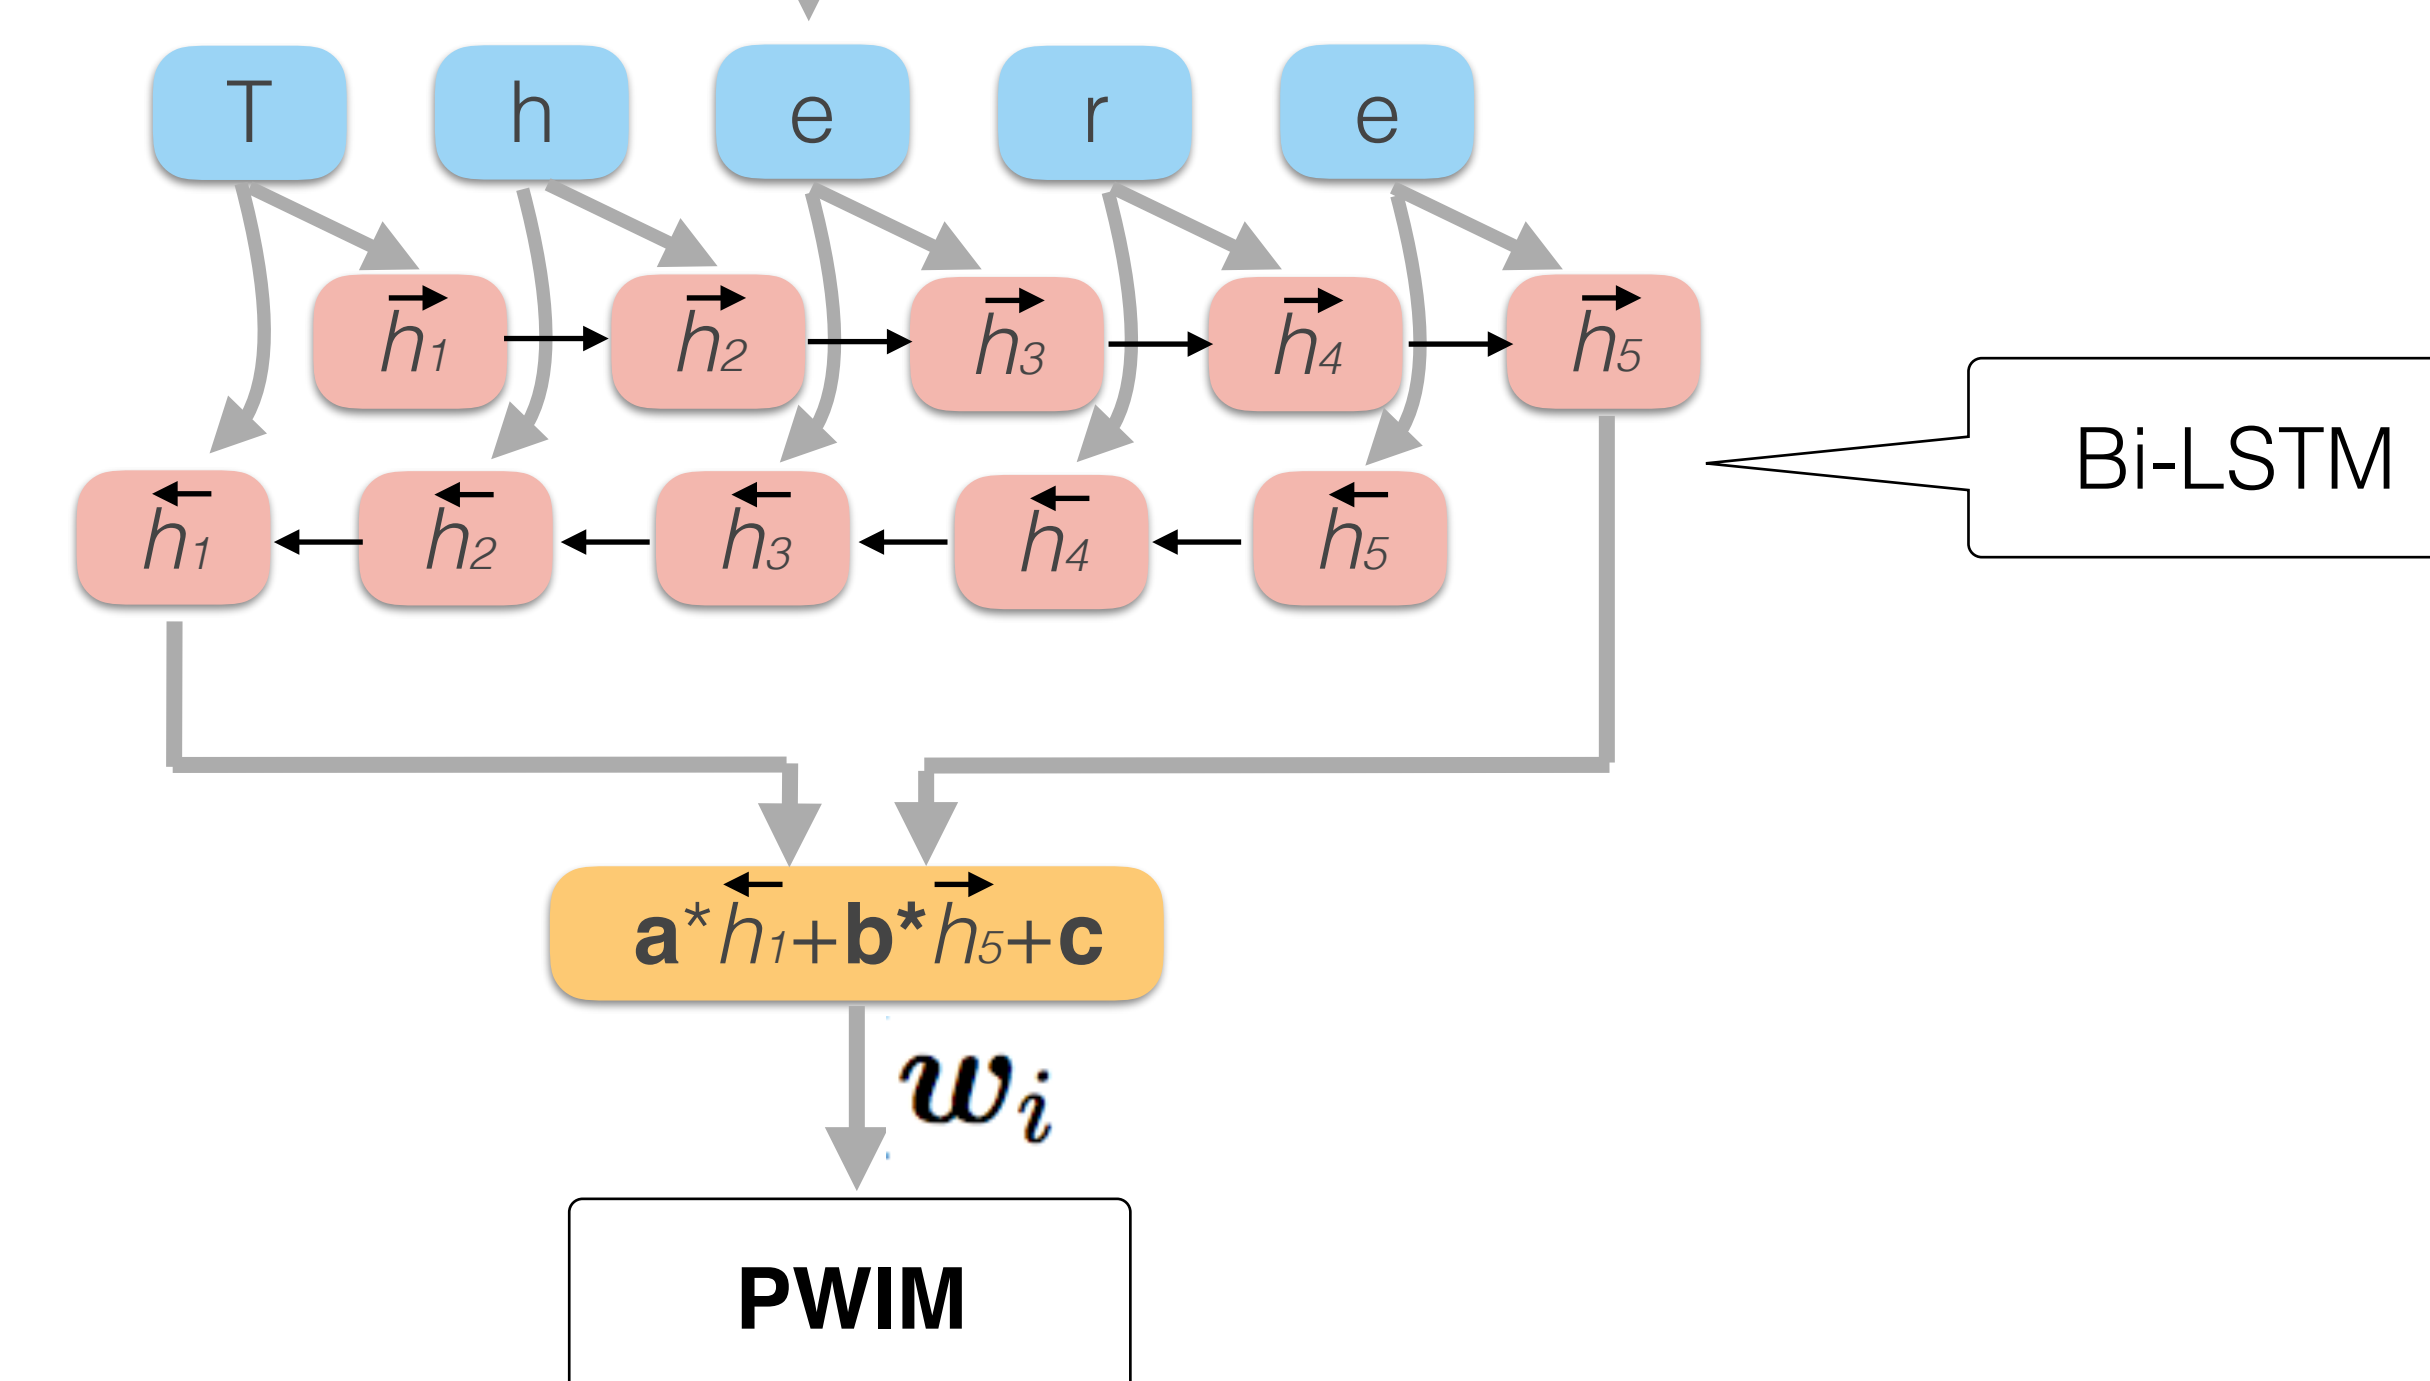 T h e r e
→h1 →h2 →h3 →h4 →h5
Bi-LSTM
←h1 ←h2 ←h3 ←h4 ←h5
a*←h1+b*→h5+c
wi
PWIM